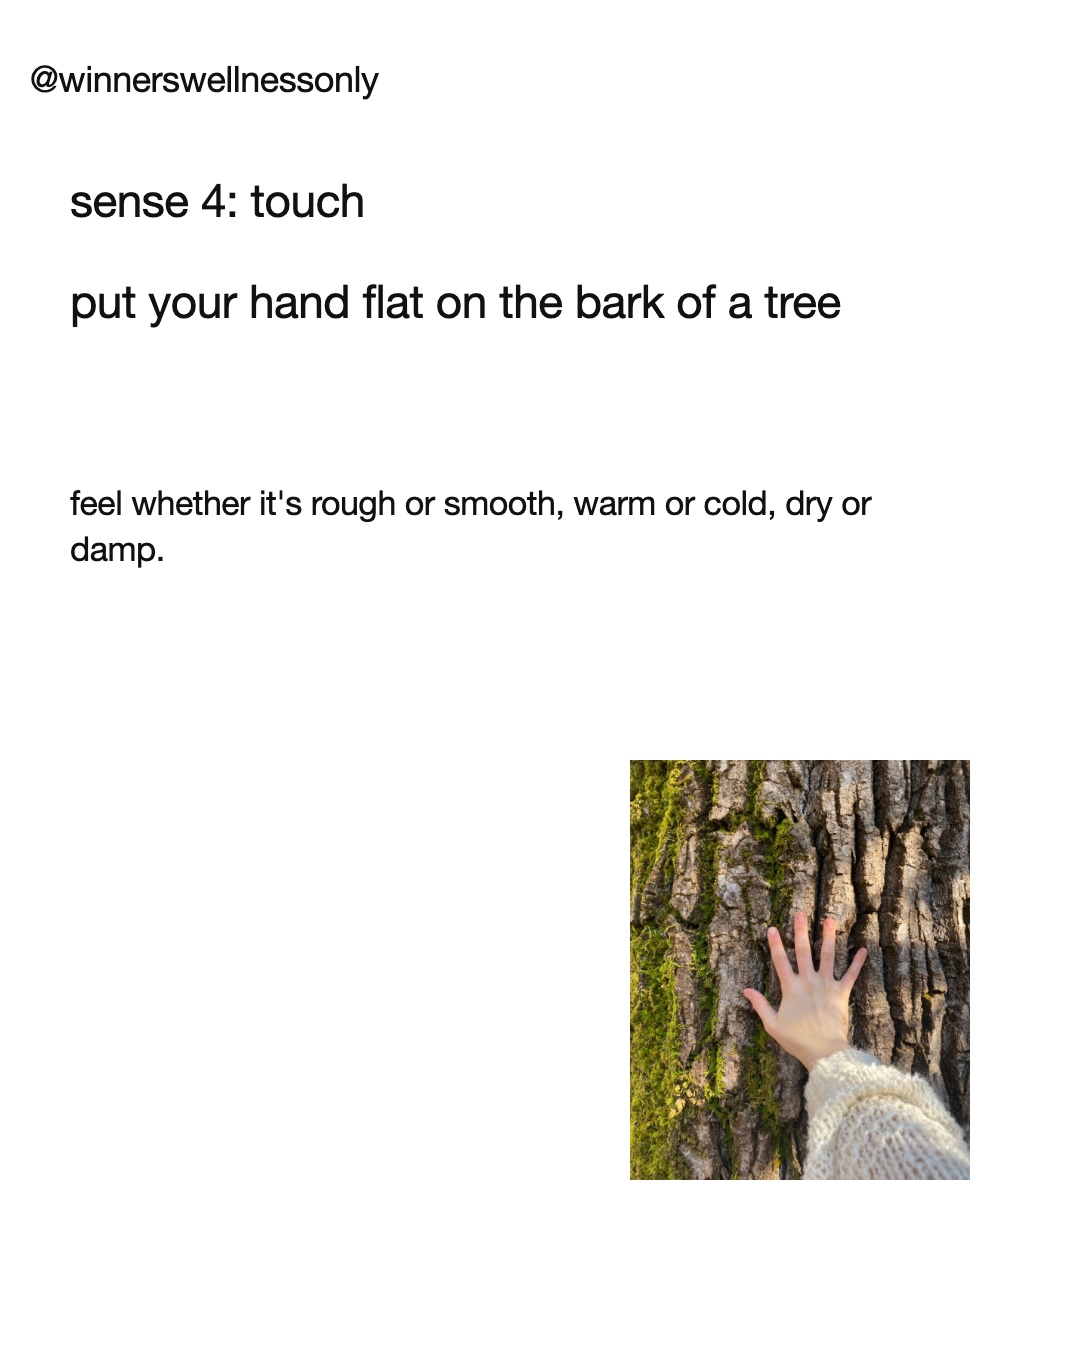 @winnerswellnessonly
sense 4: touch
put your hand flat on the bark of a tree
feel whether it's rough or smooth, warm or cold, dry or
damp.